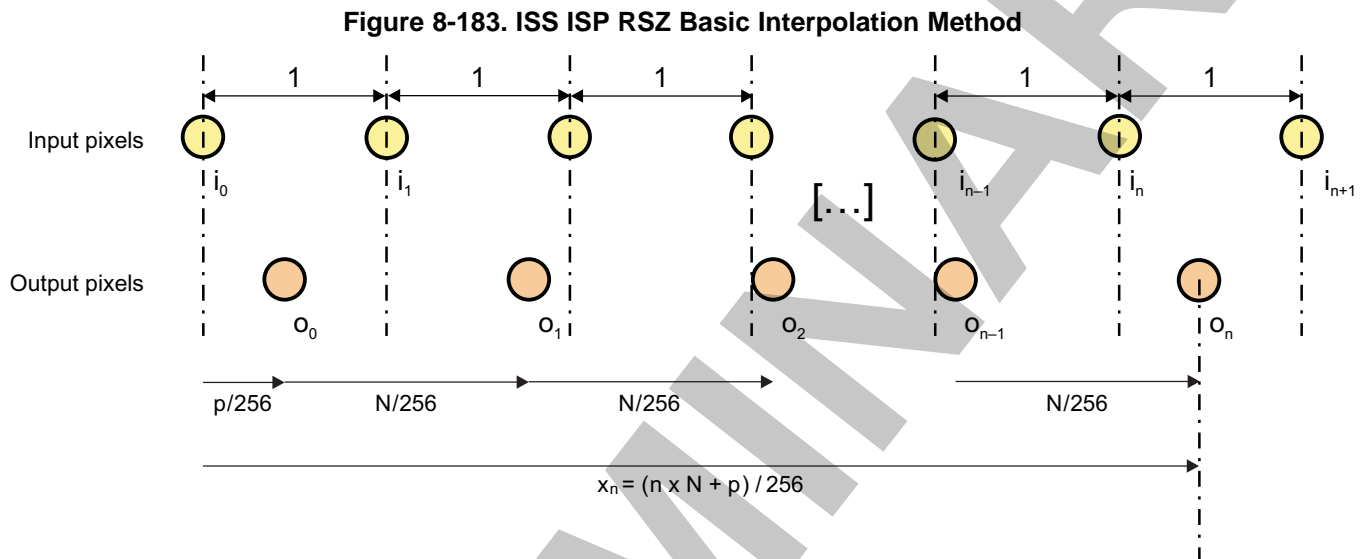 Figure 8-183. ISS ISP RSZ Basic Interpolation Method
1 1 1 1 1
Input pixels
i0 i1 [...] in–1 in in+1
Output pixels
o0 o1 o2 on–1 on
p/256 N/256 N/256 N/256
xn = (n x N + p) / 256